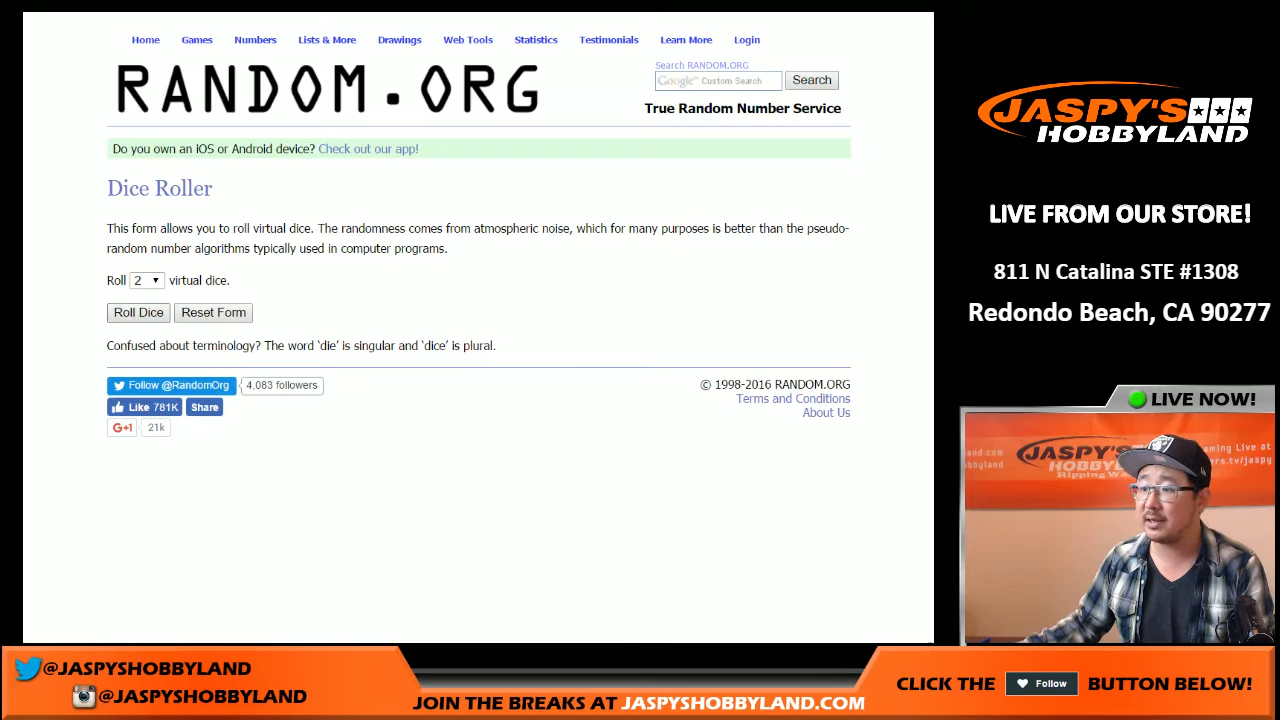 Home Games Numbers Lists & More Drawings Web Tools Statistics Testimonials Learn More Login
RANDOM.ORG
Search RANDOM.ORG
Google™ Custom Search Search
True Random Number Service
Do you own an iOS or Android device? Check out our app!
Dice Roller
This form allows you to roll virtual dice. The randomness comes from atmospheric noise, which for many purposes is better than the pseudo-
random number algorithms typically used in computer programs.
Roll 2 virtual dice.
Roll Dice Reset Form
Confused about terminology? The word ‘die’ is singular and ‘dice’ is plural.
Follow @RandomOrg 4,083 followers
Like 781K Share
G+1 21k
© 1998-2016 RANDOM.ORG
Terms and Conditions
About Us
JASPY'S
HOBBYLAND
LIVE FROM OUR STORE!
811 N Catalina STE #1308
Redondo Beach, CA 90277
LIVE NOW!
JASPY'S
HOBBYLAND
@JASPYSHOBBYLAND
@JASPYSHOBBYLAND
JOIN THE BREAKS AT JASPYSHOBBYLAND.COM
CLICK THE Follow BUTTON BELOW!